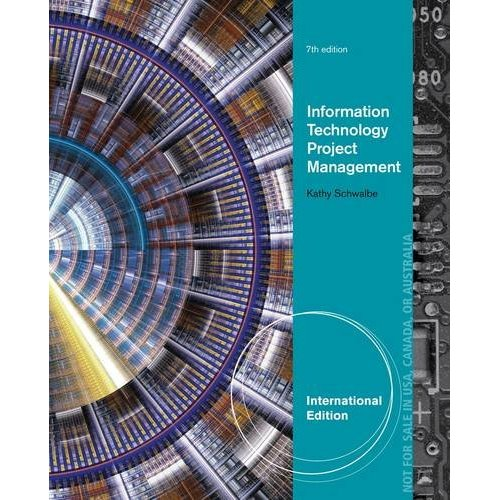 7th edition
Information
Technology
Project
Management
Kathy Schwalbe
International
Edition
NOT FOR SALE IN USA, CANADA, OR AUSTRALIA
050
080